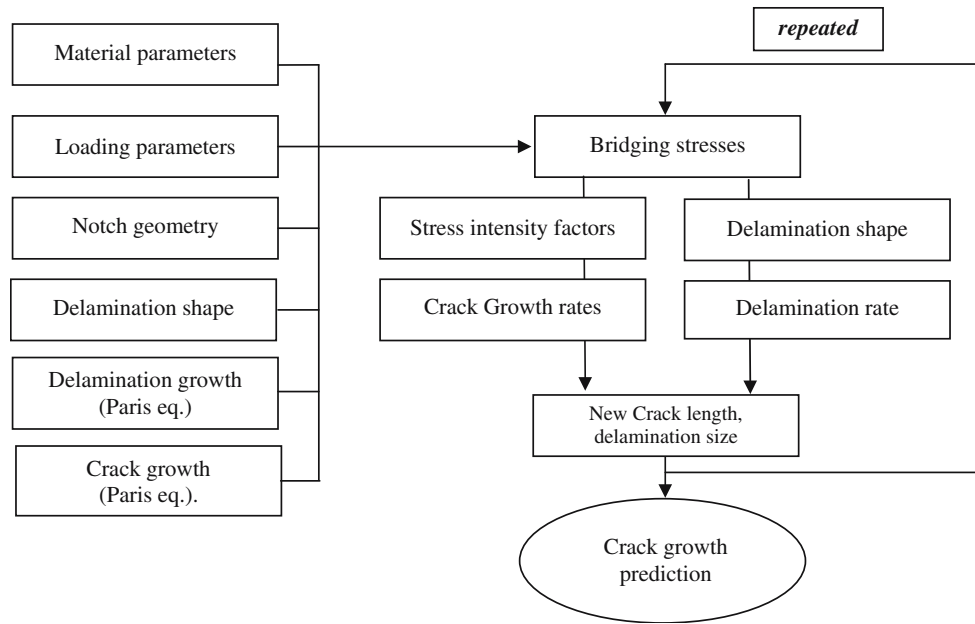 repeated
Material parameters
Loading parameters
Notch geometry
Delamination shape
Delamination growth
(Paris eq.)
Crack growth
(Paris eq.).
Bridging stresses
Stress intensity factors
Crack Growth rates
Delamination shape
Delamination rate
New Crack length,
delamination size
Crack growth
prediction